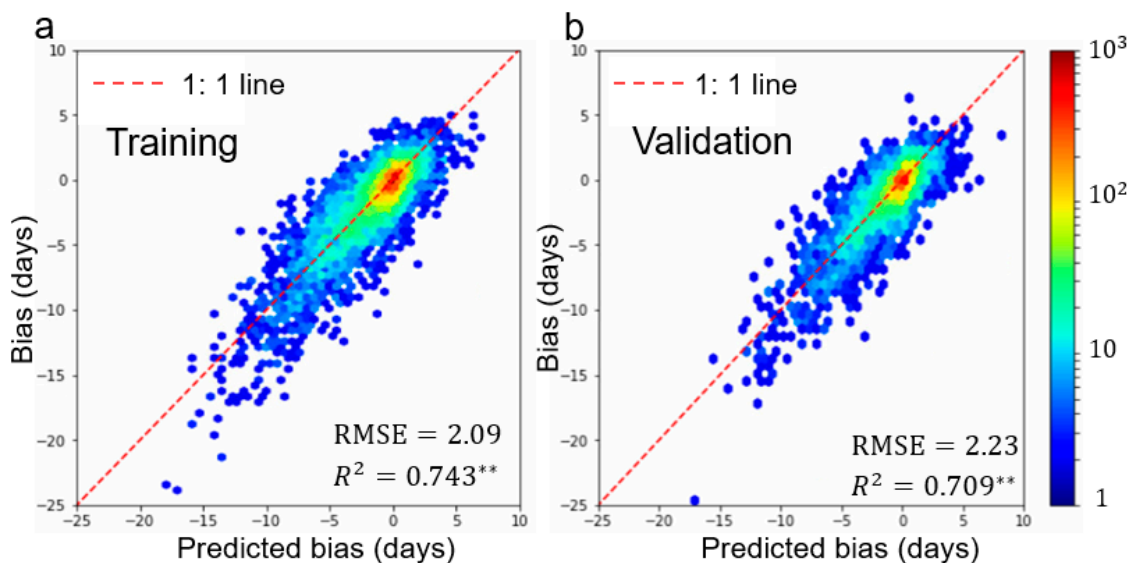 a
1: 1 line
Training
10
5
0
−5
−10
−15
−20
−25
Bias (days)
RMSE = 2.09
R² = 0.743**
−25 −20 −15 −10 −5 0 5 10
Predicted bias (days)
b
1: 1 line
Validation
10
5
0
−5
−10
−15
−20
−25
Bias (days)
RMSE = 2.23
R² = 0.709**
−25 −20 −15 −10 −5 0 5 10
Predicted bias (days)
10³
10²
10
1